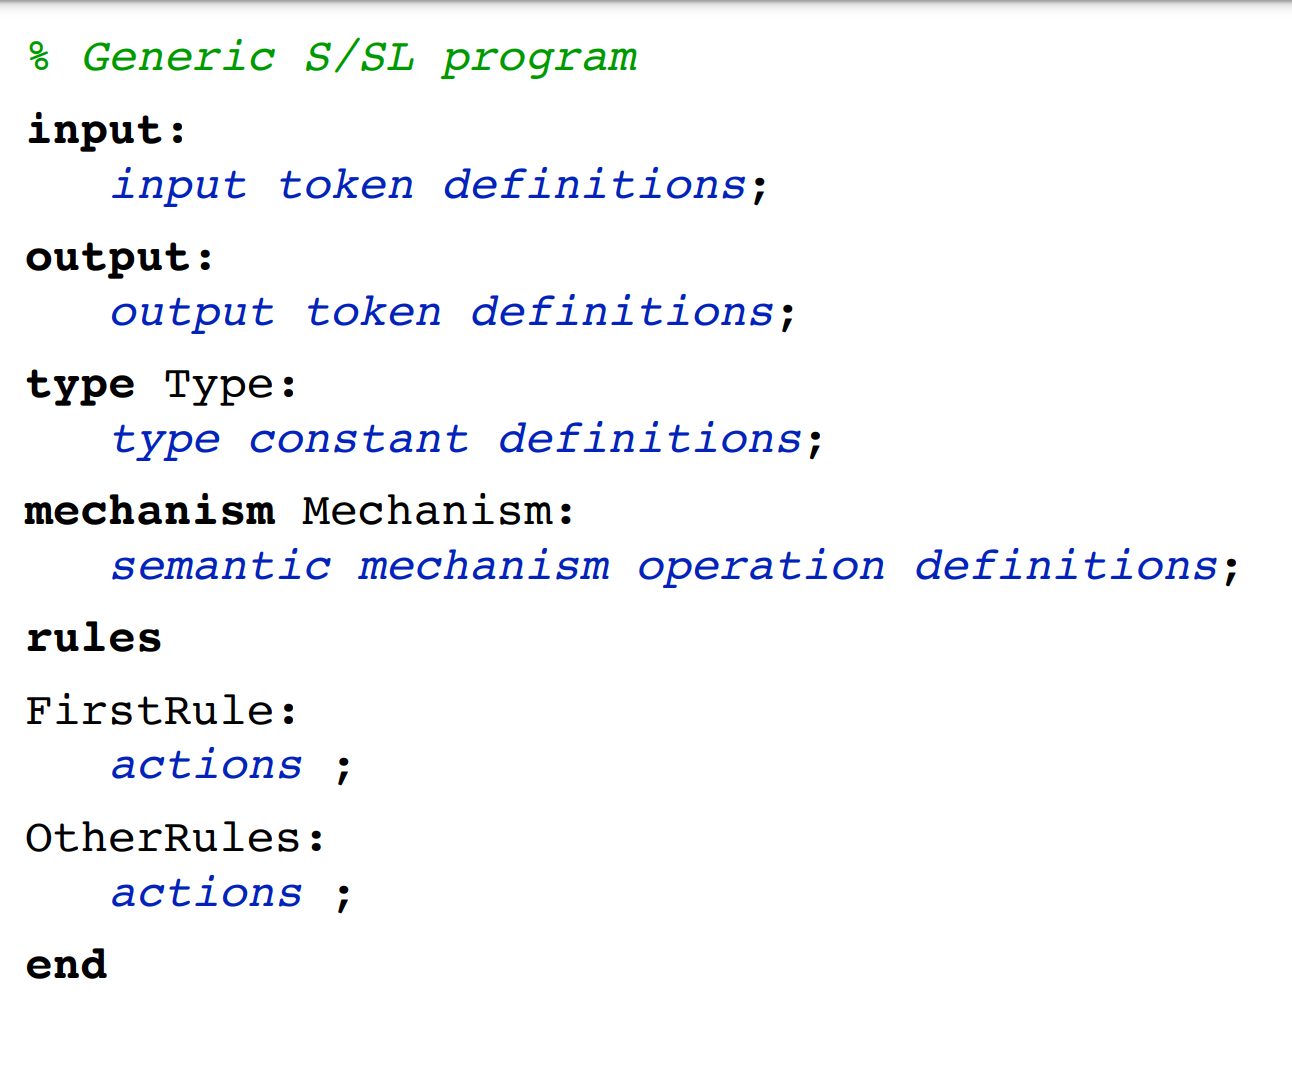 % Generic S/SL program
input:
input token definitions;
output:
output token definitions;
type Type:
type constant definitions;
mechanism Mechanism:
semantic mechanism operation definitions;
rules
FirstRule:
actions ;
OtherRules:
actions ;
end